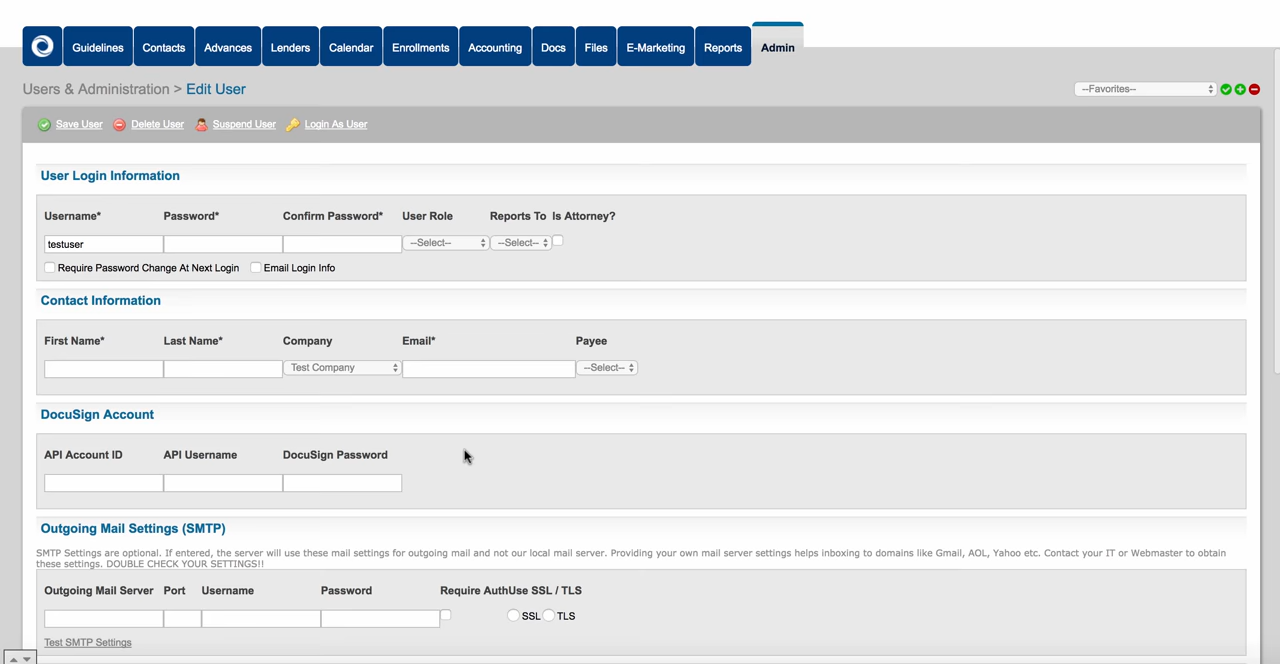 Guidelines Contacts Advances Lenders Calendar Enrollments Accounting Docs Files E-Marketing Reports Admin
Users & Administration > Edit User --Favorites--
Save User Delete User Suspend User Login As User
User Login Information
Username* Password* Confirm Password* User Role Reports To Is Attorney?
testuser --Select-- --Select--
Require Password Change At Next Login Email Login Info
Contact Information
First Name* Last Name* Company Email* Payee
Test Company --Select--
DocuSign Account
API Account ID API Username DocuSign Password
Outgoing Mail Settings (SMTP)
SMTP Settings are optional. If entered, the server will use these mail settings for outgoing mail and not our local mail server. Providing your own mail server settings helps inboxing to domains like Gmail, AOL, Yahoo etc. Contact your IT or Webmaster to obtain
these settings. DOUBLE CHECK YOUR SETTINGS!!
Outgoing Mail Server Port Username Password Require Auth Use SSL / TLS
SSL TLS
Test SMTP Settings